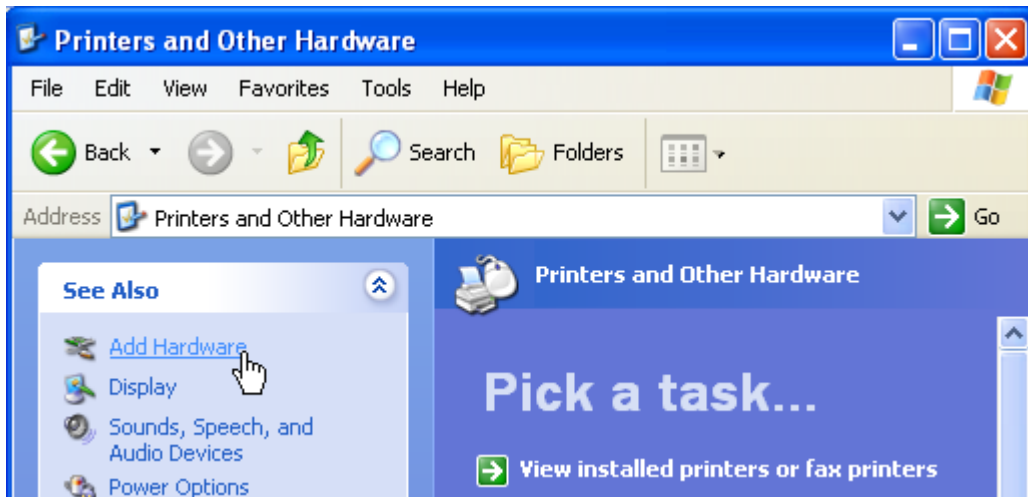 Printers and Other Hardware
File Edit View Favorites Tools Help
Back Search Folders
Address Printers and Other Hardware Go
See Also
Add Hardware
Display
Sounds, Speech, and
Audio Devices
Power Options
Printers and Other Hardware
Pick a task...
View installed printers or fax printers